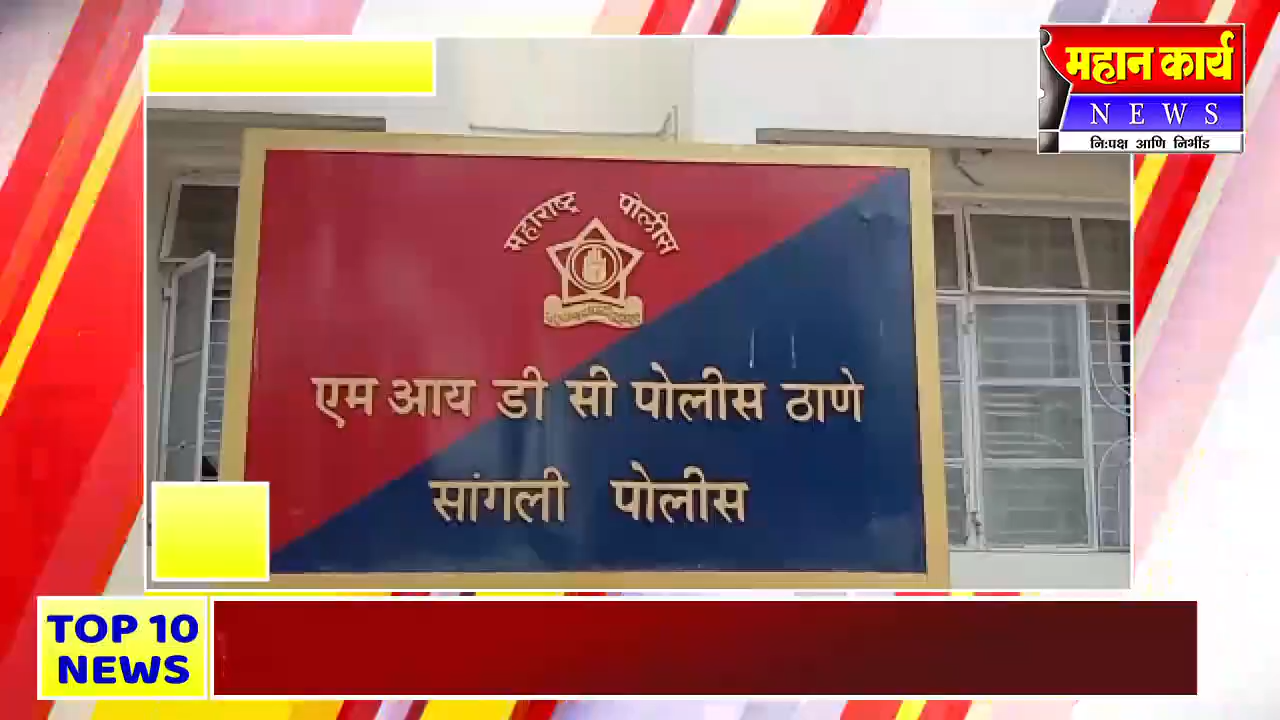 महान कार्य
NEWS
निःपक्ष आणि निर्भीड
महाराष्ट्र पोलीस
एम आय डी सी पोलीस ठाणे
सांगली पोलीस
TOP 10
NEWS